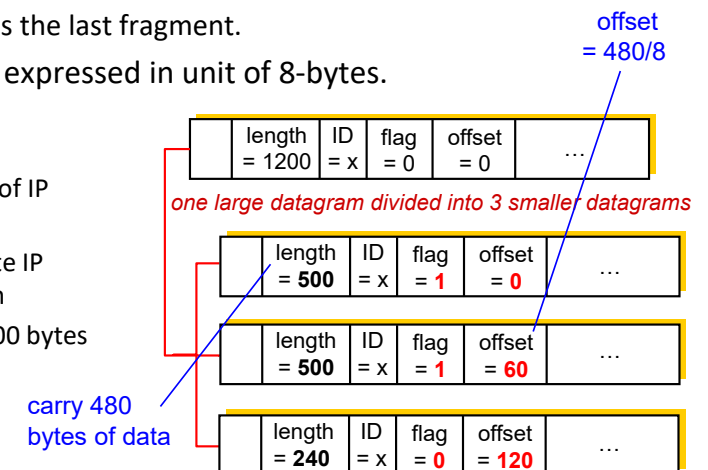 s the last fragment.
expressed in unit of 8-bytes.
offset
= 480/8
length ID flag offset
= 1200 = x = 0 = 0 …
of IP
one large datagram divided into 3 smaller datagrams
te IP
length ID flag offset
= 500 = x = 1 = 0 …
00 bytes
length ID flag offset
= 500 = x = 1 = 60 …
carry 480
bytes of data
length ID flag offset
= 240 = x = 0 = 120 …